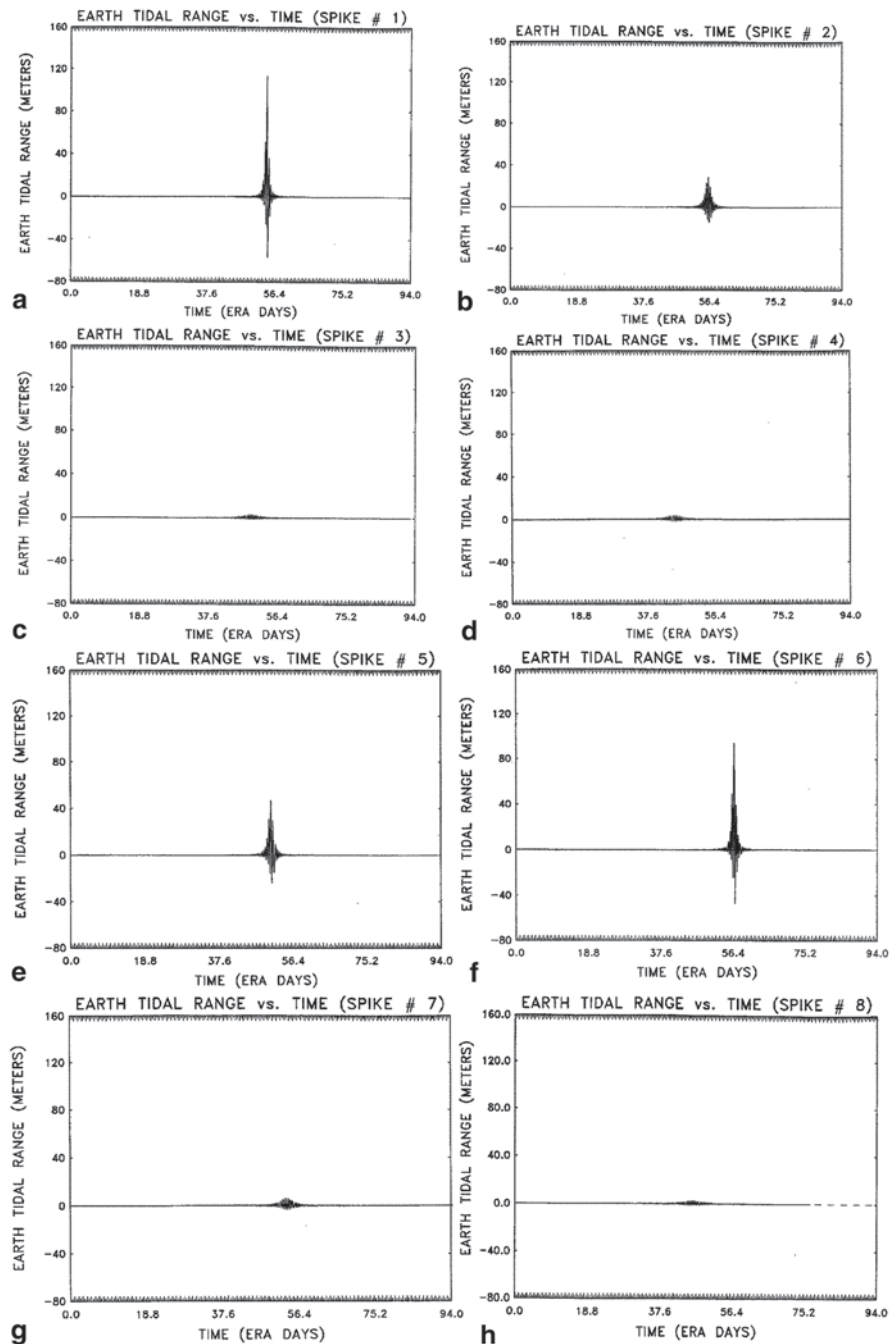 EARTH TIDAL RANGE vs. TIME (SPIKE # 1)
EARTH TIDAL RANGE (METERS)
160
120
80
40
0
-40
-80
0.0 18.8 37.6 56.4 75.2 94.0
TIME (ERA DAYS)
a
EARTH TIDAL RANGE vs. TIME (SPIKE # 2)
EARTH TIDAL RANGE (METERS)
160
120
80
40
0
-40
-80
0.0 18.8 37.6 56.4 75.2 94.0
TIME (ERA DAYS)
b
EARTH TIDAL RANGE vs. TIME (SPIKE # 3)
EARTH TIDAL RANGE (METERS)
160
120
80
40
0
-40
-80
0.0 18.8 37.6 56.4 75.2 94.0
TIME (ERA DAYS)
c
EARTH TIDAL RANGE vs. TIME (SPIKE # 4)
EARTH TIDAL RANGE (METERS)
160
120
80
40
0
-40
-80
0.0 18.8 37.6 56.4 75.2 94.0
TIME (ERA DAYS)
d
EARTH TIDAL RANGE vs. TIME (SPIKE # 5)
EARTH TIDAL RANGE (METERS)
160
120
80
40
0
-40
-80
0.0 18.8 37.6 56.4 75.2 94.0
TIME (ERA DAYS)
e
EARTH TIDAL RANGE vs. TIME (SPIKE # 6)
EARTH TIDAL RANGE (METERS)
160
120
80
40
0
-40
-80
0.0 18.8 37.6 56.4 75.2 94.0
TIME (ERA DAYS)
f
EARTH TIDAL RANGE vs. TIME (SPIKE # 7)
EARTH TIDAL RANGE (METERS)
160
120
80
40
0
-40
-80
0.0 18.8 37.6 56.4 75.2 94.0
TIME (ERA DAYS)
g
EARTH TIDAL RANGE vs. TIME (SPIKE # 8)
EARTH TIDAL RANGE (METERS)
160.0
120.0
80.0
40.0
0.0
-40.0
-80.0
0.0 18.8 37.6 56.4 75.2 94.0
TIME (ERA DAYS)
h